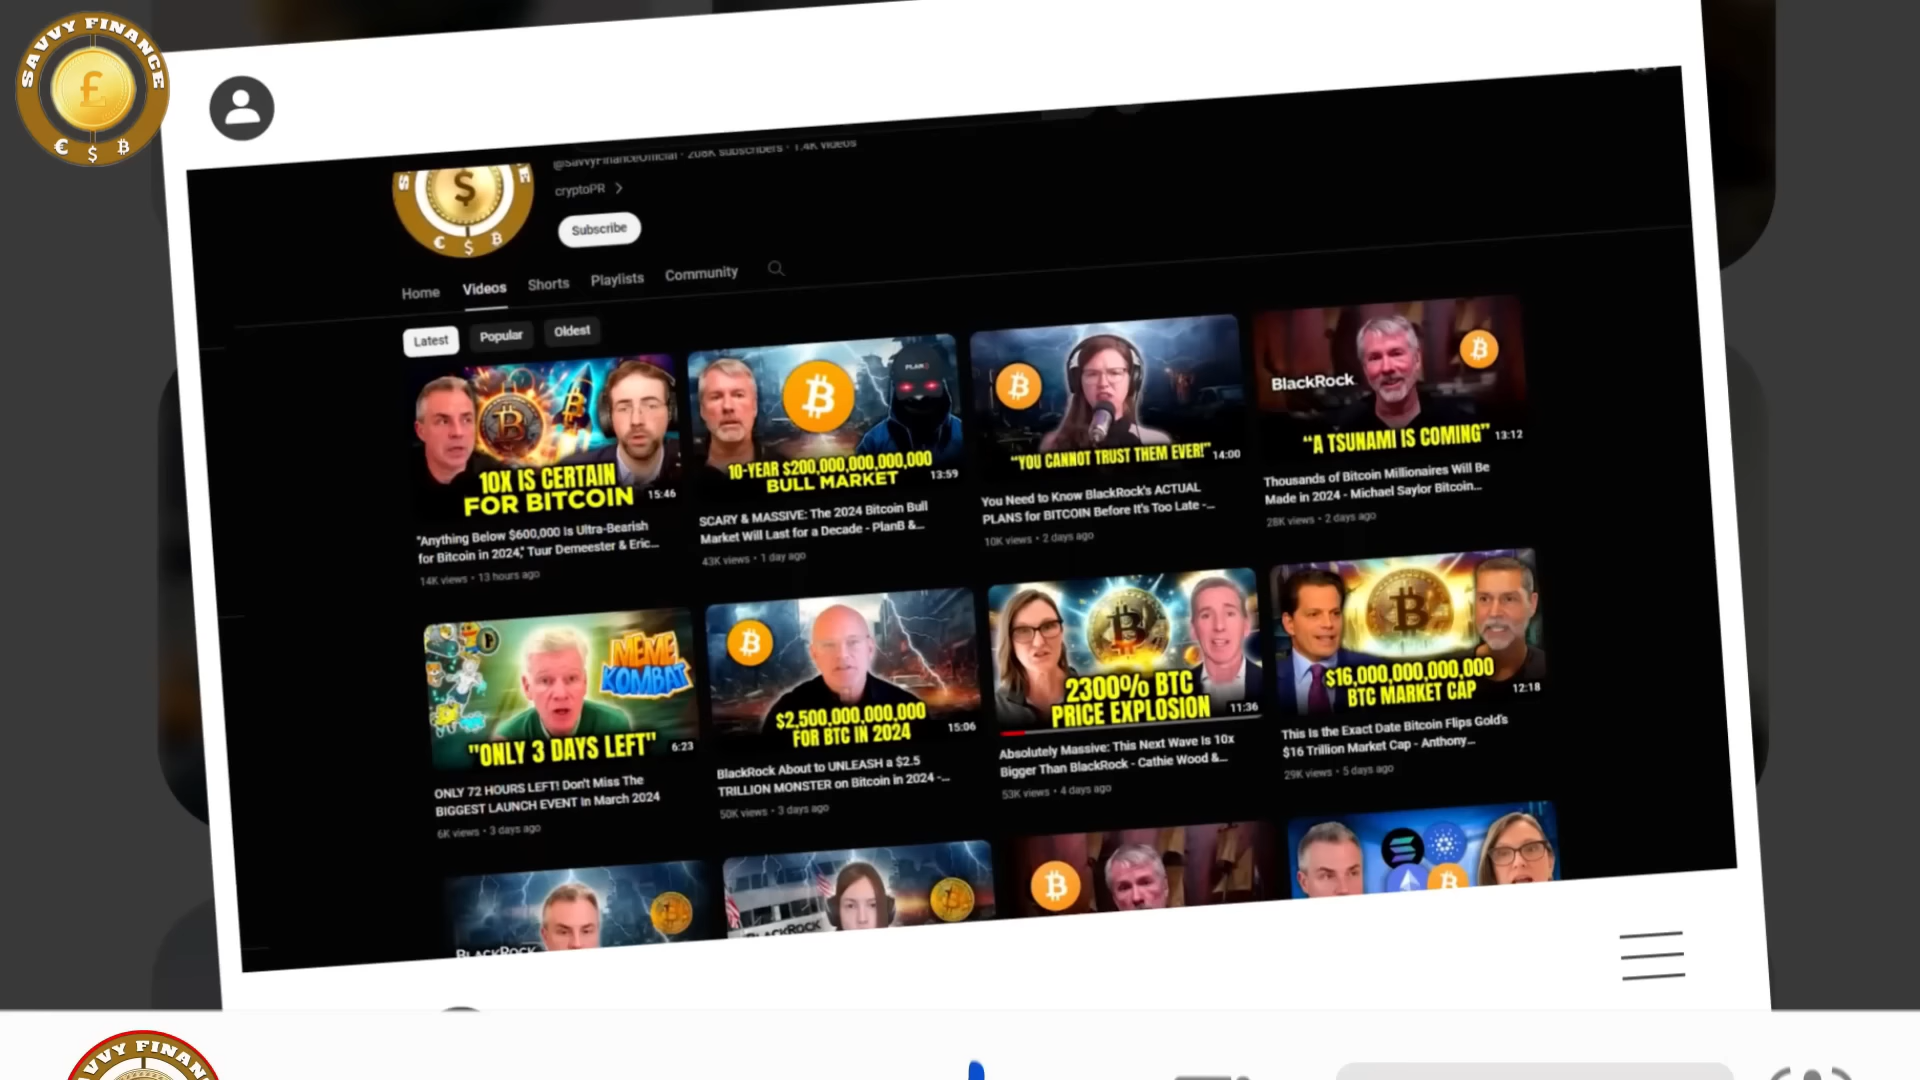 SAVVY FINANCE
£
€ $ ₿
@SavvyFinanceOfficial · 208K subscribers · 1.4K videos
cryptoPR
$
€ $ B
Subscribe
Home Videos Shorts Playlists Community
Latest Popular Oldest
10X IS CERTAIN
FOR BITCOIN
15:46
"Anything Below $600,000 Is Ultra-Bearish
for Bitcoin in 2024," Tuur Demeester & Eric...
14K views • 13 hours ago
PLAN B
10-YEAR $200,000,000,000,000
BULL MARKET
13:59
SCARY & MASSIVE: The 2024 Bitcoin Bull
Market Will Last for a Decade - PlanB &...
43K views • 1 day ago
"YOU CANNOT TRUST THEM EVER!"
14:00
You Need to Know BlackRock's ACTUAL
PLANS for BITCOIN Before It's Too Late -...
10K views • 2 days ago
BlackRock
"A TSUNAMI IS COMING"
13:12
Thousands of Bitcoin Millionaires Will Be
Made in 2024 - Michael Saylor Bitcoin...
28K views • 2 days ago
MEME
KOMBAT
"ONLY 3 DAYS LEFT"
6:23
ONLY 72 HOURS LEFT! Don't Miss The
BIGGEST LAUNCH EVENT In March 2024
6K views • 3 days ago
$2,500,000,000,000
FOR BTC IN 2024
15:06
BlackRock About to UNLEASH a $2.5
TRILLION MONSTER on Bitcoin in 2024 -...
50K views • 3 days ago
2300% BTC
PRICE EXPLOSION
11:36
Absolutely Massive: This Next Wave Is 10x
Bigger Than BlackRock - Cathie Wood &...
53K views • 4 days ago
$16,000,000,000,000
BTC MARKET CAP
12:18
This Is the Exact Date Bitcoin Flips Gold's
$16 Trillion Market Cap - Anthony...
29K views • 5 days ago
BLACKROCK
BLACKROCK
VVY FINAN